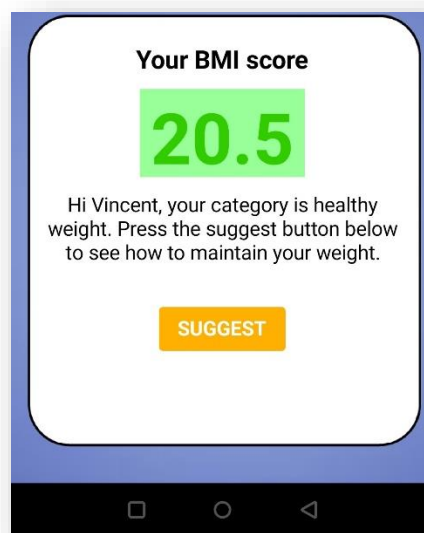 Your BMI score
20.5
Hi Vincent, your category is healthy
weight. Press the suggest button below
to see how to maintain your weight.
SUGGEST